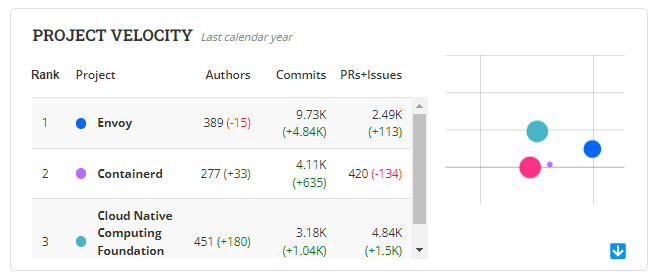 PROJECT VELOCITY Last calendar year
Rank Project Authors Commits PRs+Issues
1 Envoy 389 (-15) 9.73K (+4.84K) 2.49K (+113)
2 Containerd 277 (+33) 4.11K (+635) 420 (-134)
3 Cloud Native Computing Foundation 451 (+180) 3.18K (+1.04K) 4.84K (+1.5K)